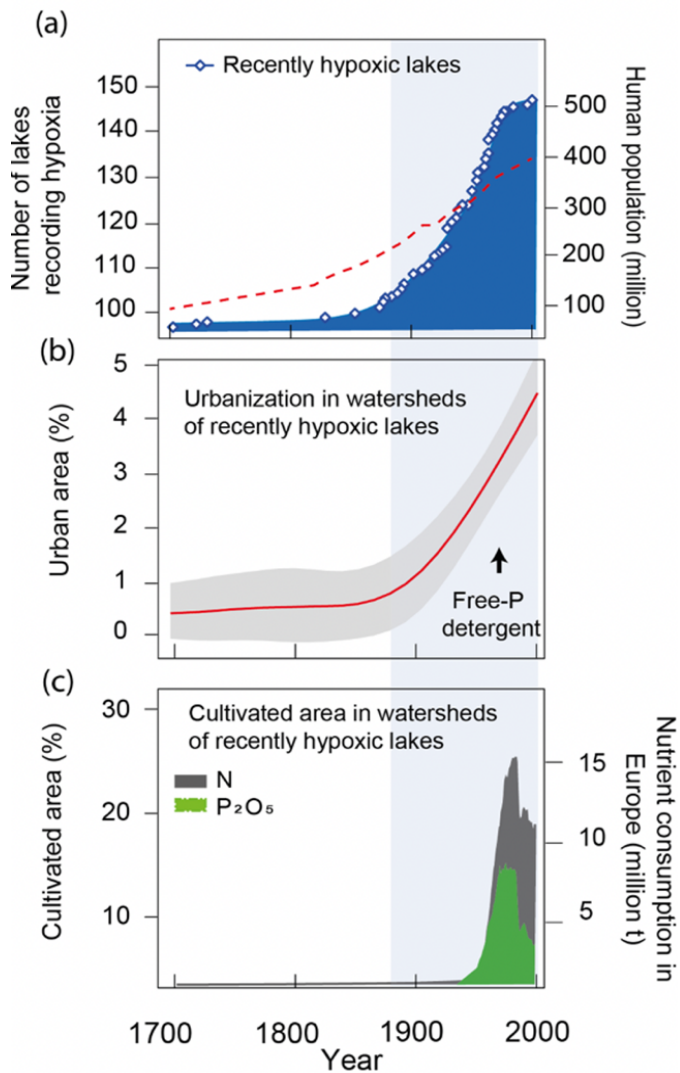 (a)
Recently hypoxic lakes
Number of lakes
recording hypoxia
150
140
130
120
110
100
500
400
300
200
100
Human population (million)
(b)
Urbanization in watersheds
of recently hypoxic lakes
Urban area (%)
5
4
3
2
1
0
Free-P
detergent
(c)
Cultivated area in watersheds
of recently hypoxic lakes
N
P₂O₅
Cultivated area (%)
30
20
10
15
10
5
Nutrient consumption in
Europe (million t)
1700
1800
1900
2000
Year